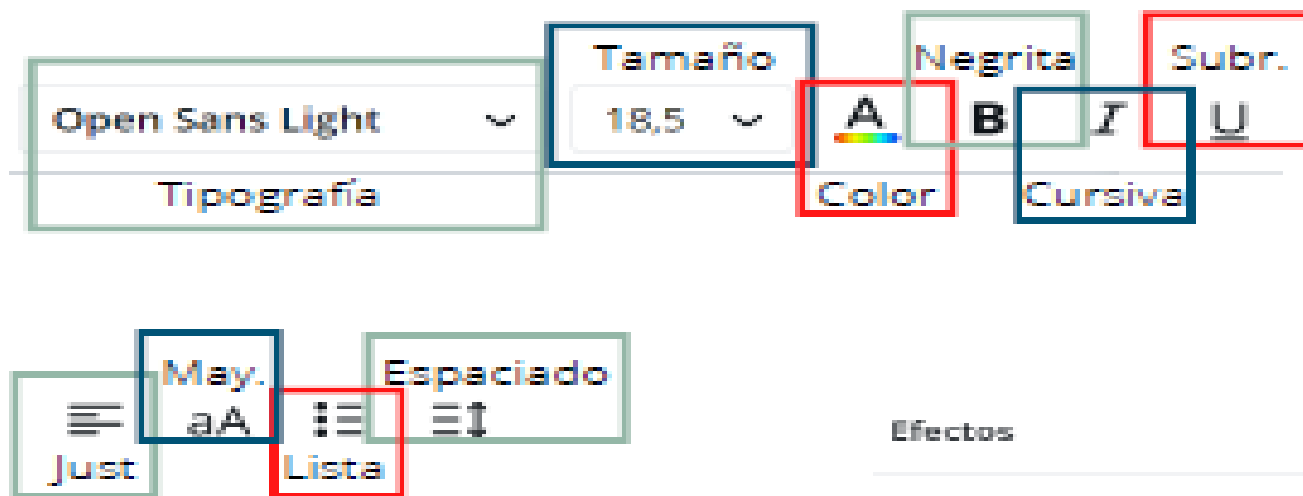 Tamaño Negrita Subr.
Open Sans Light 18,5 A B I U
Tipografía Color Cursiva
May. Espaciado
aA Efectos
Just Lista